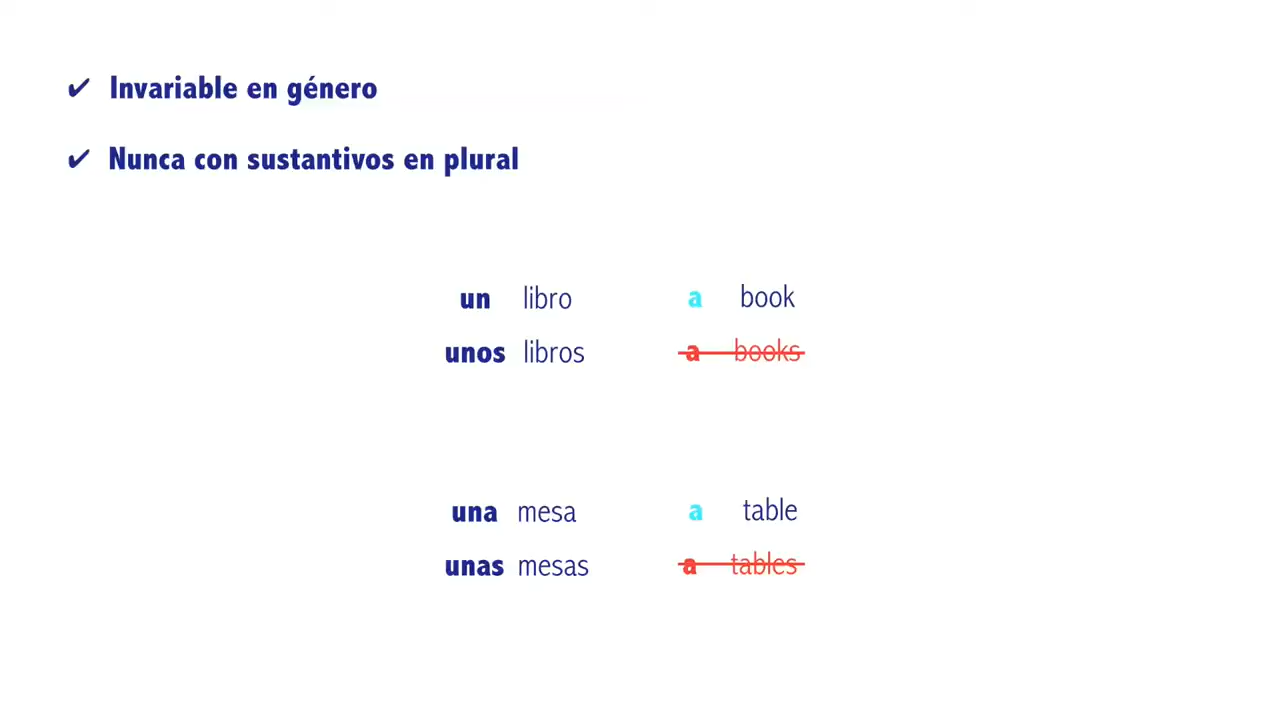 ✔ Invariable en género
✔ Nunca con sustantivos en plural
un libro a book
unos libros a books
una mesa a table
unas mesas a tables